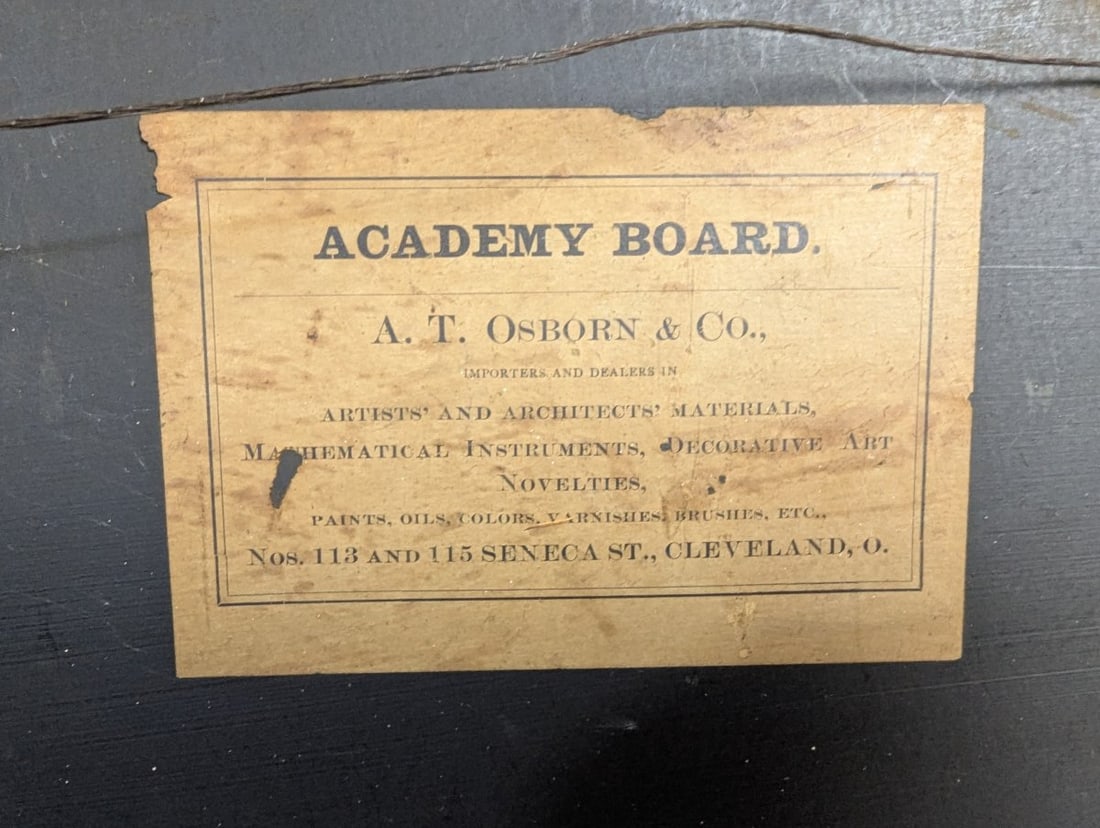 ACADEMY BOARD.
A. T. OSBORN & CO.,
IMPORTERS AND DEALERS IN
ARTISTS' AND ARCHITECTS' MATERIALS,
MATHEMATICAL INSTRUMENTS, DECORATIVE ART
NOVELTIES,
PAINTS, OILS, COLORS, VARNISHES, BRUSHES, ETC.,
NOS. 113 AND 115 SENECA ST., CLEVELAND, O.